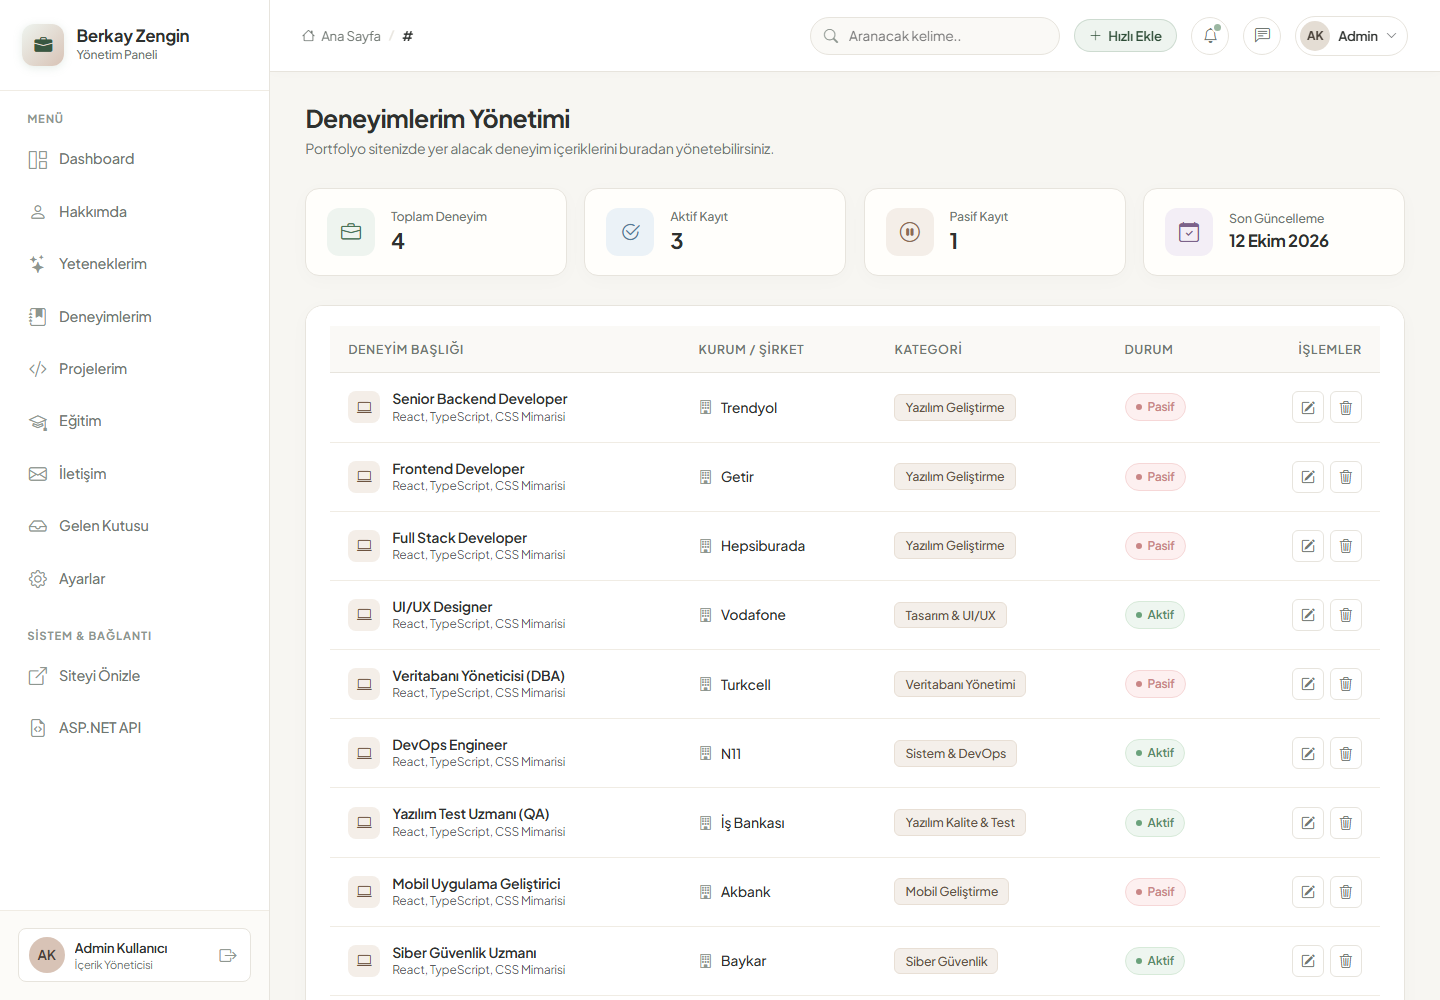 Berkay Zengin
Yönetim Paneli
MENÜ
Dashboard
Hakkımda
Yeteneklerim
Deneyimlerim
Projelerim
Eğitim
İletişim
Gelen Kutusu
Ayarlar
SİSTEM & BAĞLANTI
Siteyi Önizle
ASP.NET API
AK
Admin Kullanıcı
İçerik Yöneticisi
Ana Sayfa / #
Aranacak kelime..
Hızlı Ekle
AK Admin
Deneyimlerim Yönetimi
Portfolyo sitenizde yer alacak deneyim içeriklerini buradan yönetebilirsiniz.
Toplam Deneyim
4
Aktif Kayıt
3
Pasif Kayıt
1
Son Güncelleme
12 Ekim 2026
DENEYİM BAŞLIĞI KURUM / ŞİRKET KATEGORİ DURUM İŞLEMLER
Senior Backend Developer
React, TypeScript, CSS Mimarisi
Trendyol Yazılım Geliştirme Pasif
Frontend Developer
React, TypeScript, CSS Mimarisi
Getir Yazılım Geliştirme Pasif
Full Stack Developer
React, TypeScript, CSS Mimarisi
Hepsiburada Yazılım Geliştirme Pasif
UI/UX Designer
React, TypeScript, CSS Mimarisi
Vodafone Tasarım & UI/UX Aktif
Veritabanı Yöneticisi (DBA)
React, TypeScript, CSS Mimarisi
Turkcell Veritabanı Yönetimi Pasif
DevOps Engineer
React, TypeScript, CSS Mimarisi
N11 Sistem & DevOps Aktif
Yazılım Test Uzmanı (QA)
React, TypeScript, CSS Mimarisi
İş Bankası Yazılım Kalite & Test Aktif
Mobil Uygulama Geliştirici
React, TypeScript, CSS Mimarisi
Akbank Mobil Geliştirme Pasif
Siber Güvenlik Uzmanı
React, TypeScript, CSS Mimarisi
Baykar Siber Güvenlik Aktif